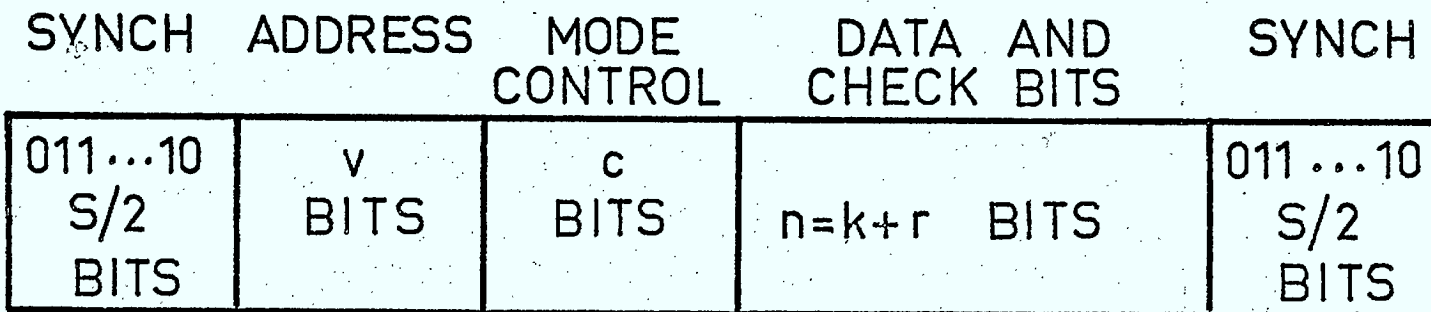 SYNCH ADDRESS MODE CONTROL DATA AND CHECK BITS SYNCH
011...10 S/2 BITS
v BITS
c BITS
n=k+r BITS
011...10 S/2 BITS